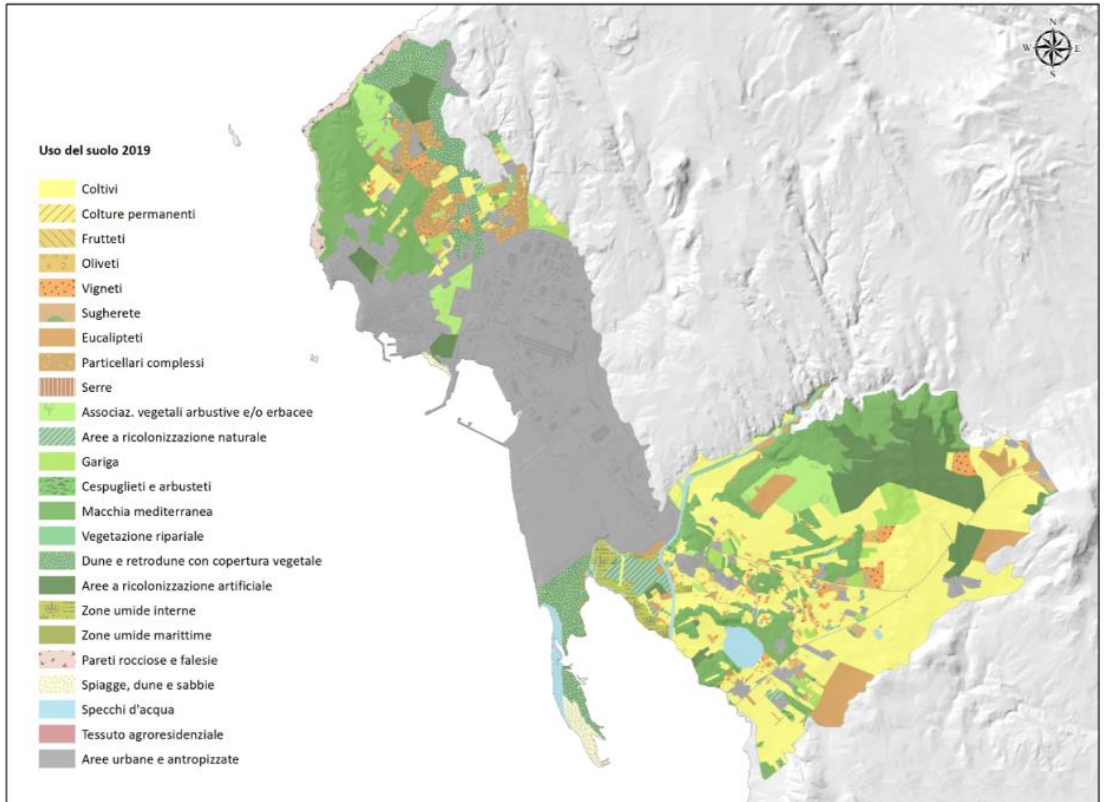 N
W E
S
Uso del suolo 2019
Coltivi
Colture permanenti
Frutteti
Oliveti
Vigneti
Sugherete
Eucalipteti
Particellari complessi
Serre
Associaz. vegetali arbustive e/o erbacee
Aree a ricolonizzazione naturale
Gariga
Cespuglieti e arbusteti
Macchia mediterranea
Vegetazione ripariale
Dune e retrodune con copertura vegetale
Aree a ricolonizzazione artificiale
Zone umide interne
Zone umide marittime
Pareti rocciose e falesie
Spiagge, dune e sabbie
Specchi d'acqua
Tessuto agroresidenziale
Aree urbane e antropizzate